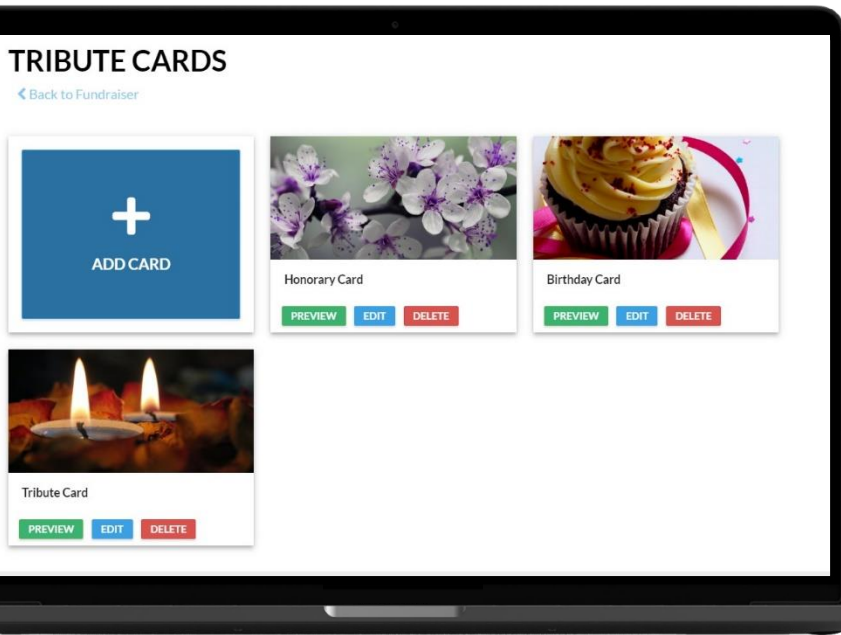 TRIBUTE CARDS
Back to Fundraiser
ADD CARD
Honorary Card
PREVIEW EDIT DELETE
Birthday Card
PREVIEW EDIT DELETE
Tribute Card
PREVIEW EDIT DELETE